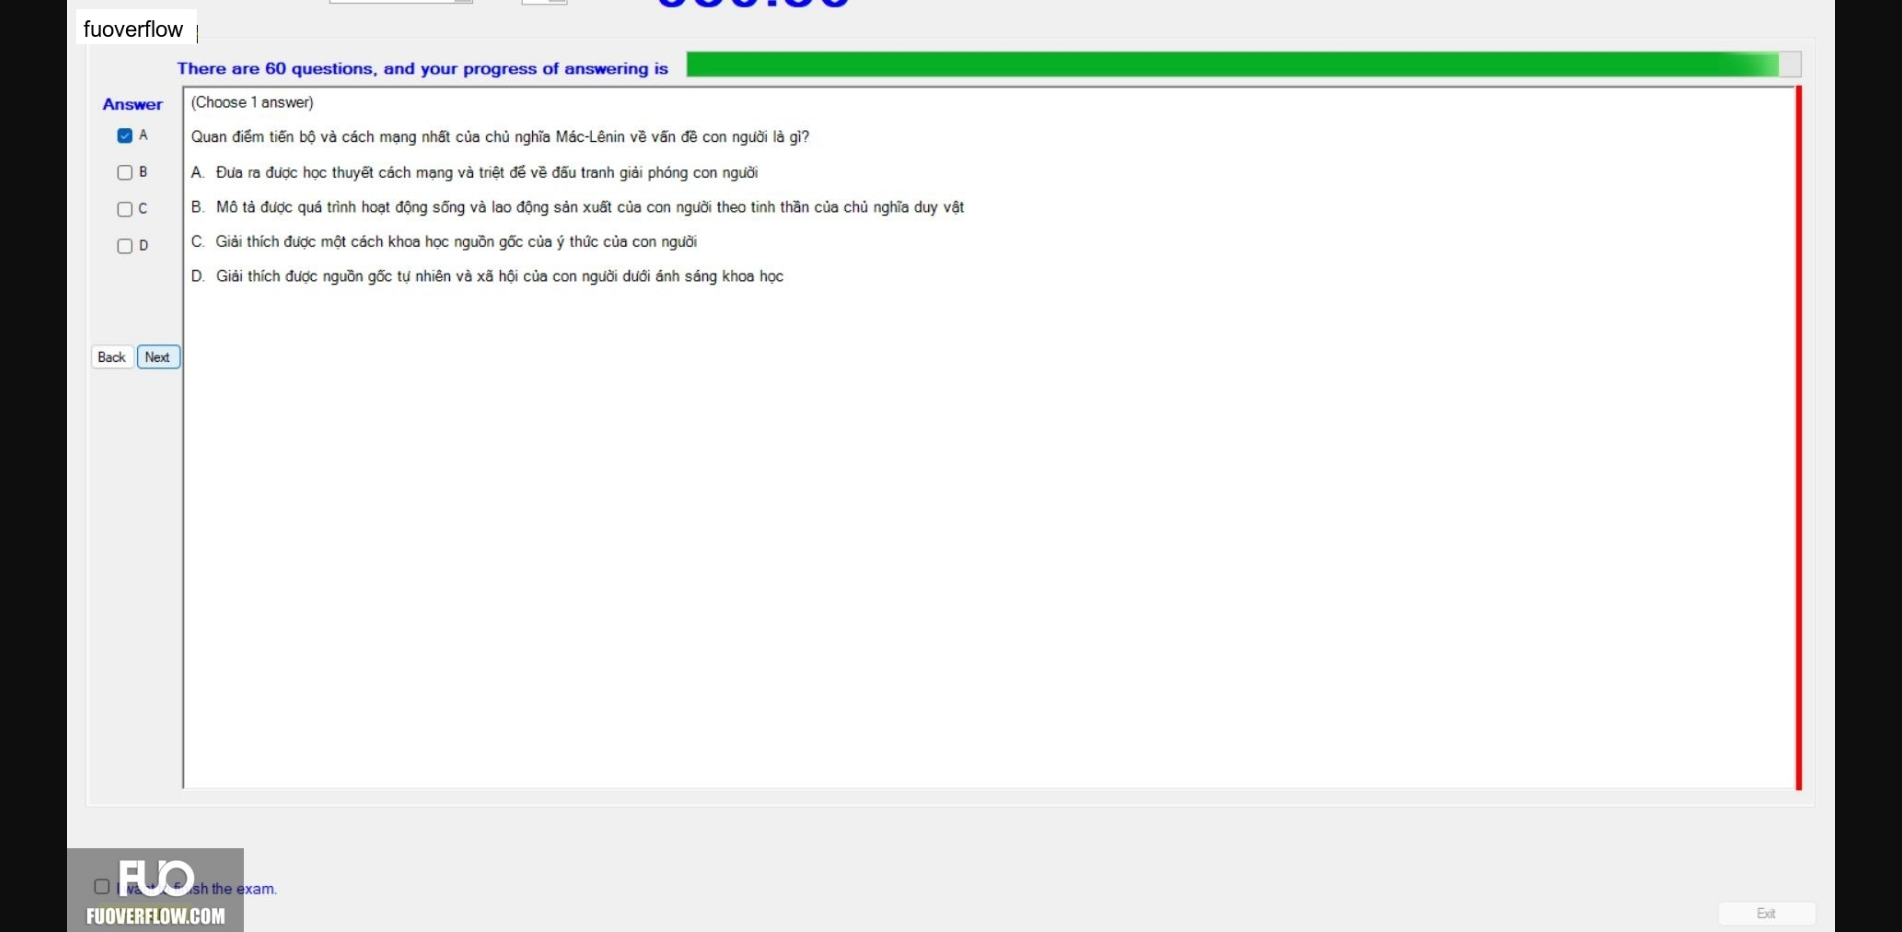 fuoverflow
There are 60 questions, and your progress of answering is
Answer
(Choose 1 answer)
A
Quan điểm tiến bộ và cách mạng nhất của chủ nghĩa Mác-Lênin về vấn đề con người là gì?
B
A. Đưa ra được học thuyết cách mạng và triệt để về đấu tranh giải phóng con người
C
B. Mô tả được quá trình hoạt động sống và lao động sản xuất của con người theo tinh thần của chủ nghĩa duy vật
D
C. Giải thích được một cách khoa học nguồn gốc của ý thức của con người
D. Giải thích được nguồn gốc tự nhiên và xã hội của con người dưới ánh sáng khoa học
Back Next
FUO
I want finish the exam.
FUOVERFLOW.COM
Exit